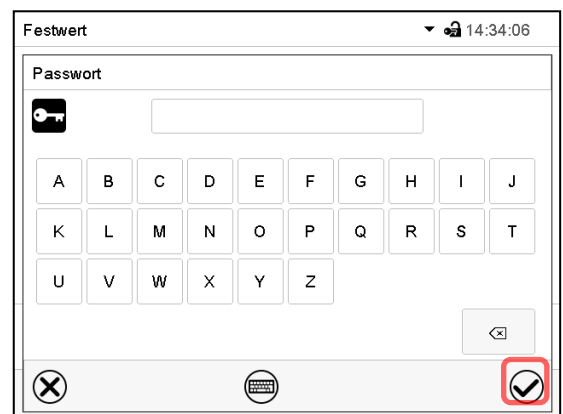 Festwert 14:34:06
Passwort
A B C D E F G H I J
K L M N O P Q R S T
U V W X Y Z